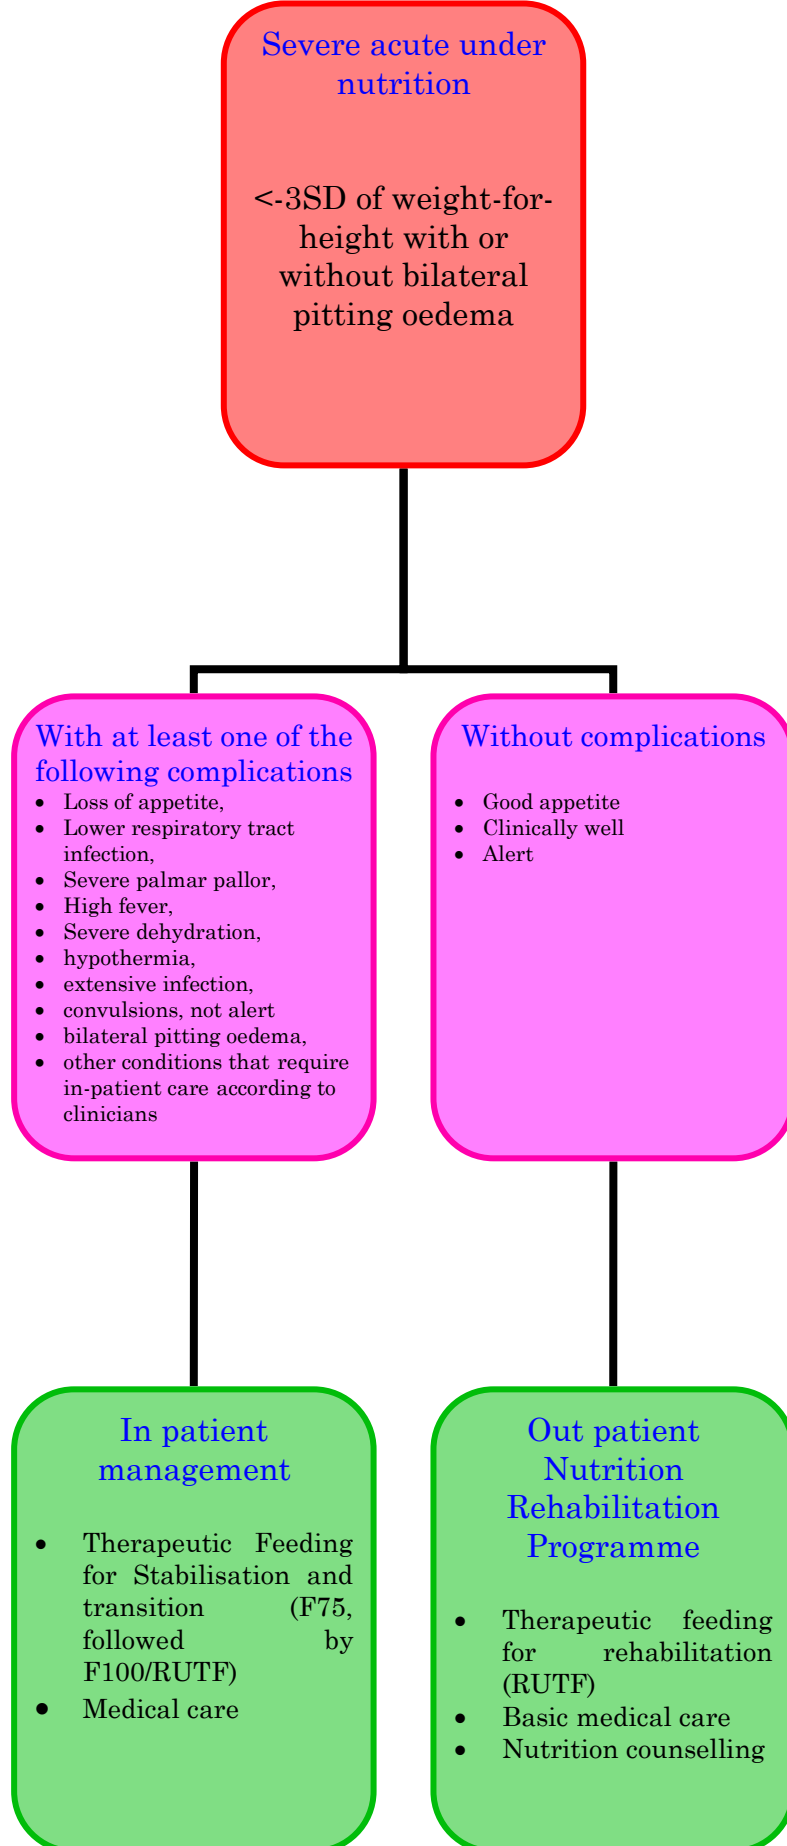 Severe acute under
nutrition
<-3SD of weight-for-
height with or
without bilateral
pitting oedema
With at least one of the
following complications
• Loss of appetite,
• Lower respiratory tract
infection,
• Severe palmar pallor,
• High fever,
• Severe dehydration,
• hypothermia,
• extensive infection,
• convulsions, not alert
• bilateral pitting oedema,
• other conditions that require
in-patient care according to
clinicians
Without complications
• Good appetite
• Clinically well
• Alert
In patient
management
• Therapeutic Feeding
for Stabilisation and
transition (F75,
followed by
F100/RUTF)
• Medical care
Out patient
Nutrition
Rehabilitation
Programme
• Therapeutic feeding
for rehabilitation
(RUTF)
• Basic medical care
• Nutrition counselling